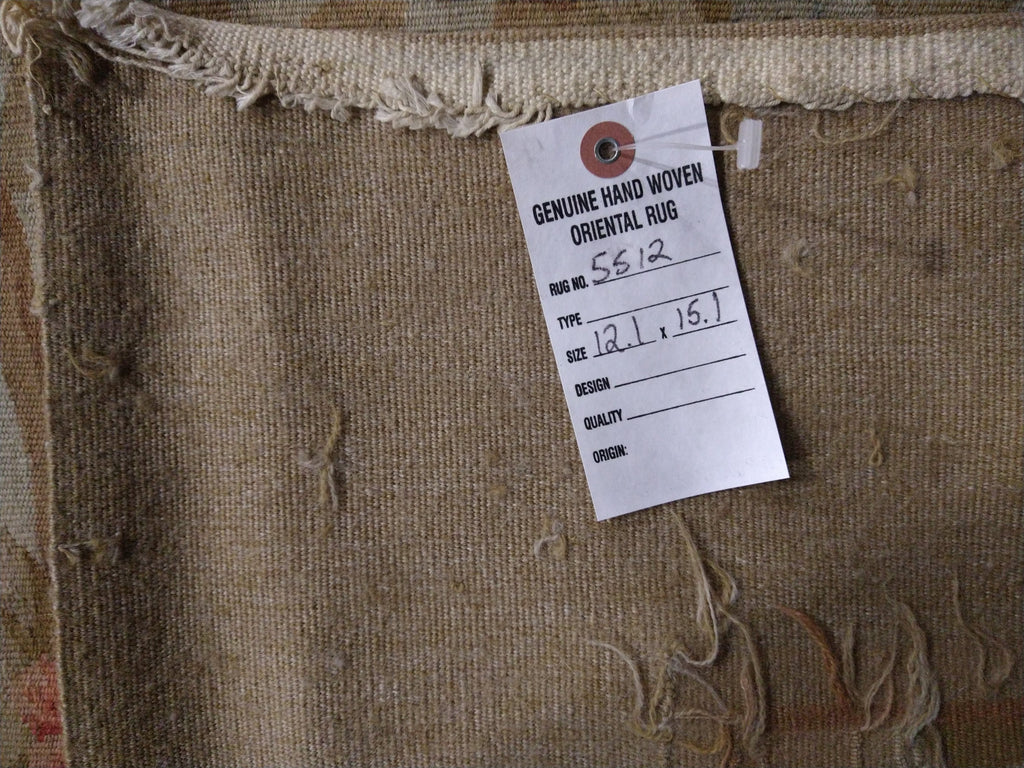 GENUINE HAND WOVEN
ORIENTAL RUG
RUG NO. 5512
TYPE
SIZE 12.1 x 15.1
DESIGN
QUALITY
ORIGIN: